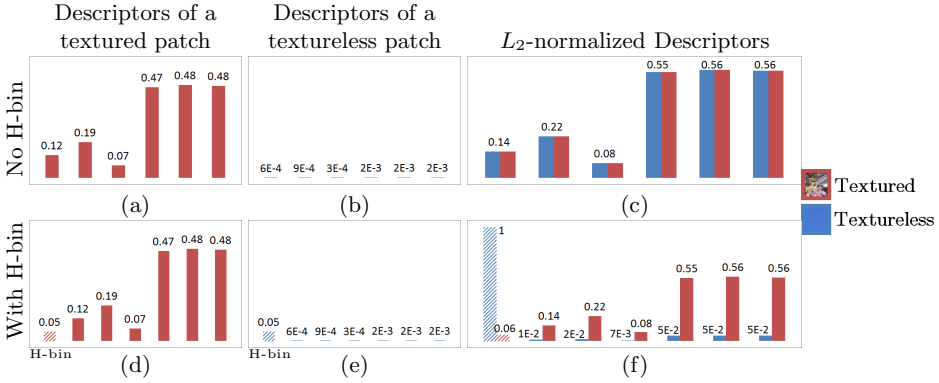 Descriptors of a
textured patch
Descriptors of a
textureless patch
L2-normalized Descriptors
No H-bin
0.12 0.19 0.07 0.47 0.48 0.48
6E-4 9E-4 3E-4 2E-3 2E-3 2E-3
0.14 0.22 0.08 0.55 0.56 0.56
(a) (b) (c)
Textured
Textureless
With H-bin
0.05 0.12 0.19 0.07 0.47 0.48 0.48
H-bin
0.05 6E-4 9E-4 3E-4 2E-3 2E-3 2E-3
H-bin
1 0.06 1E-2 0.14 2E-2 0.22 7E-3 0.08 5E-2 0.55 5E-2 0.56 5E-2 0.56
(d) (e) (f)